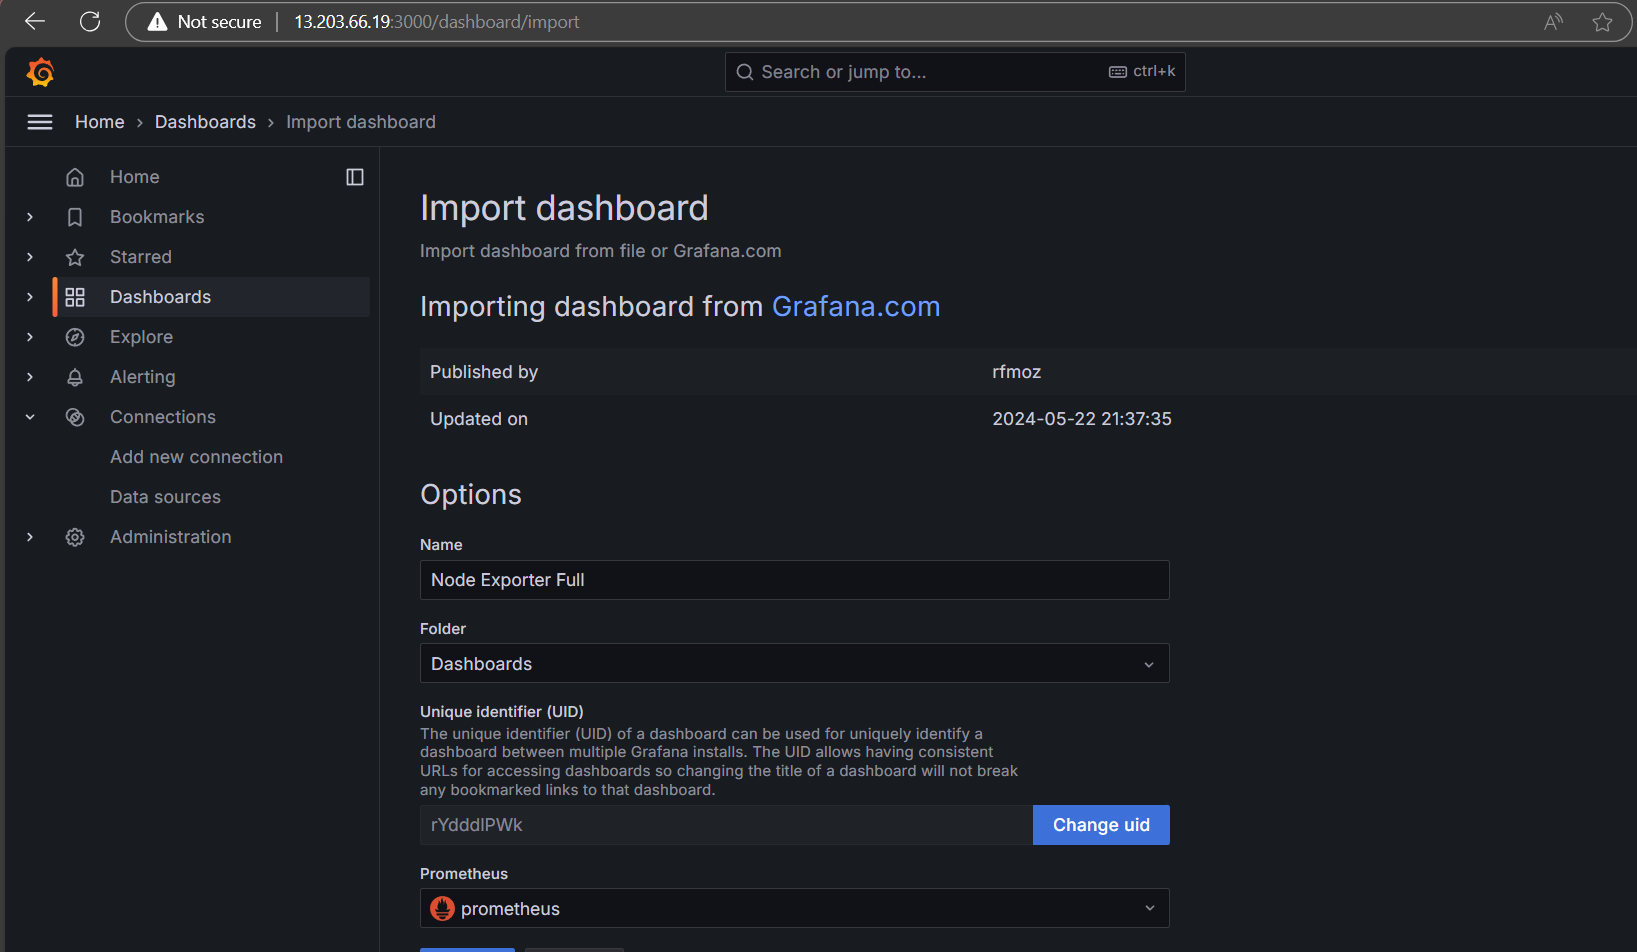 Not secure | 13.203.66.19:3000/dashboard/import
Search or jump to... ctrl+k
Home > Dashboards > Import dashboard
Home
Bookmarks
Starred
Dashboards
Explore
Alerting
Connections
Add new connection
Data sources
Administration
Import dashboard
Import dashboard from file or Grafana.com
Importing dashboard from Grafana.com
Published by rfmoz
Updated on 2024-05-22 21:37:35
Options
Name
Node Exporter Full
Folder
Dashboards
Unique identifier (UID)
The unique identifier (UID) of a dashboard can be used for uniquely identify a
dashboard between multiple Grafana installs. The UID allows having consistent
URLs for accessing dashboards so changing the title of a dashboard will not break
any bookmarked links to that dashboard.
rYdddlPWk Change uid
Prometheus
prometheus